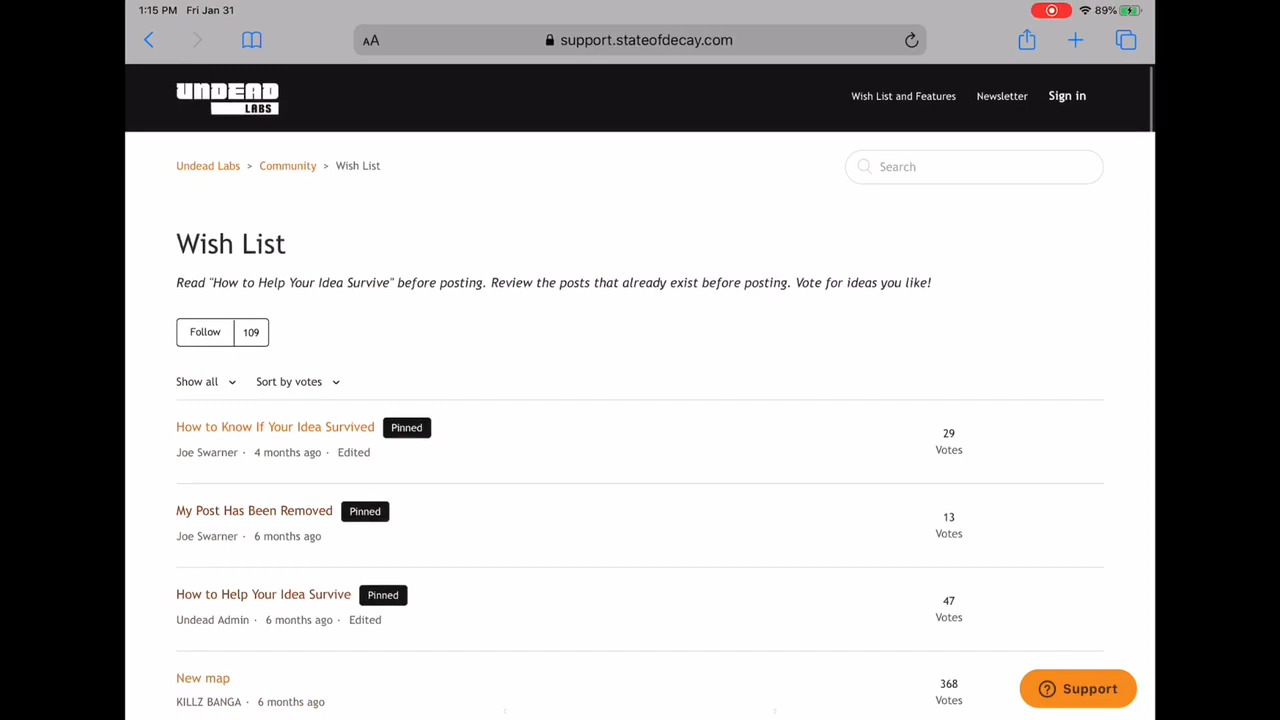 1:15 PM Fri Jan 31
89%
AA support.stateofdecay.com
UNDEAD
LABS
Wish List and Features Newsletter Sign in
Undead Labs > Community > Wish List
Search
Wish List
Read "How to Help Your Idea Survive" before posting. Review the posts that already exist before posting. Vote for ideas you like!
Follow 109
Show all Sort by votes
How to Know If Your Idea Survived Pinned
Joe Swarner · 4 months ago · Edited
29
Votes
My Post Has Been Removed Pinned
Joe Swarner · 6 months ago
13
Votes
How to Help Your Idea Survive Pinned
Undead Admin · 6 months ago · Edited
47
Votes
New map
KILLZ BANGA · 6 months ago
368
Votes
Support